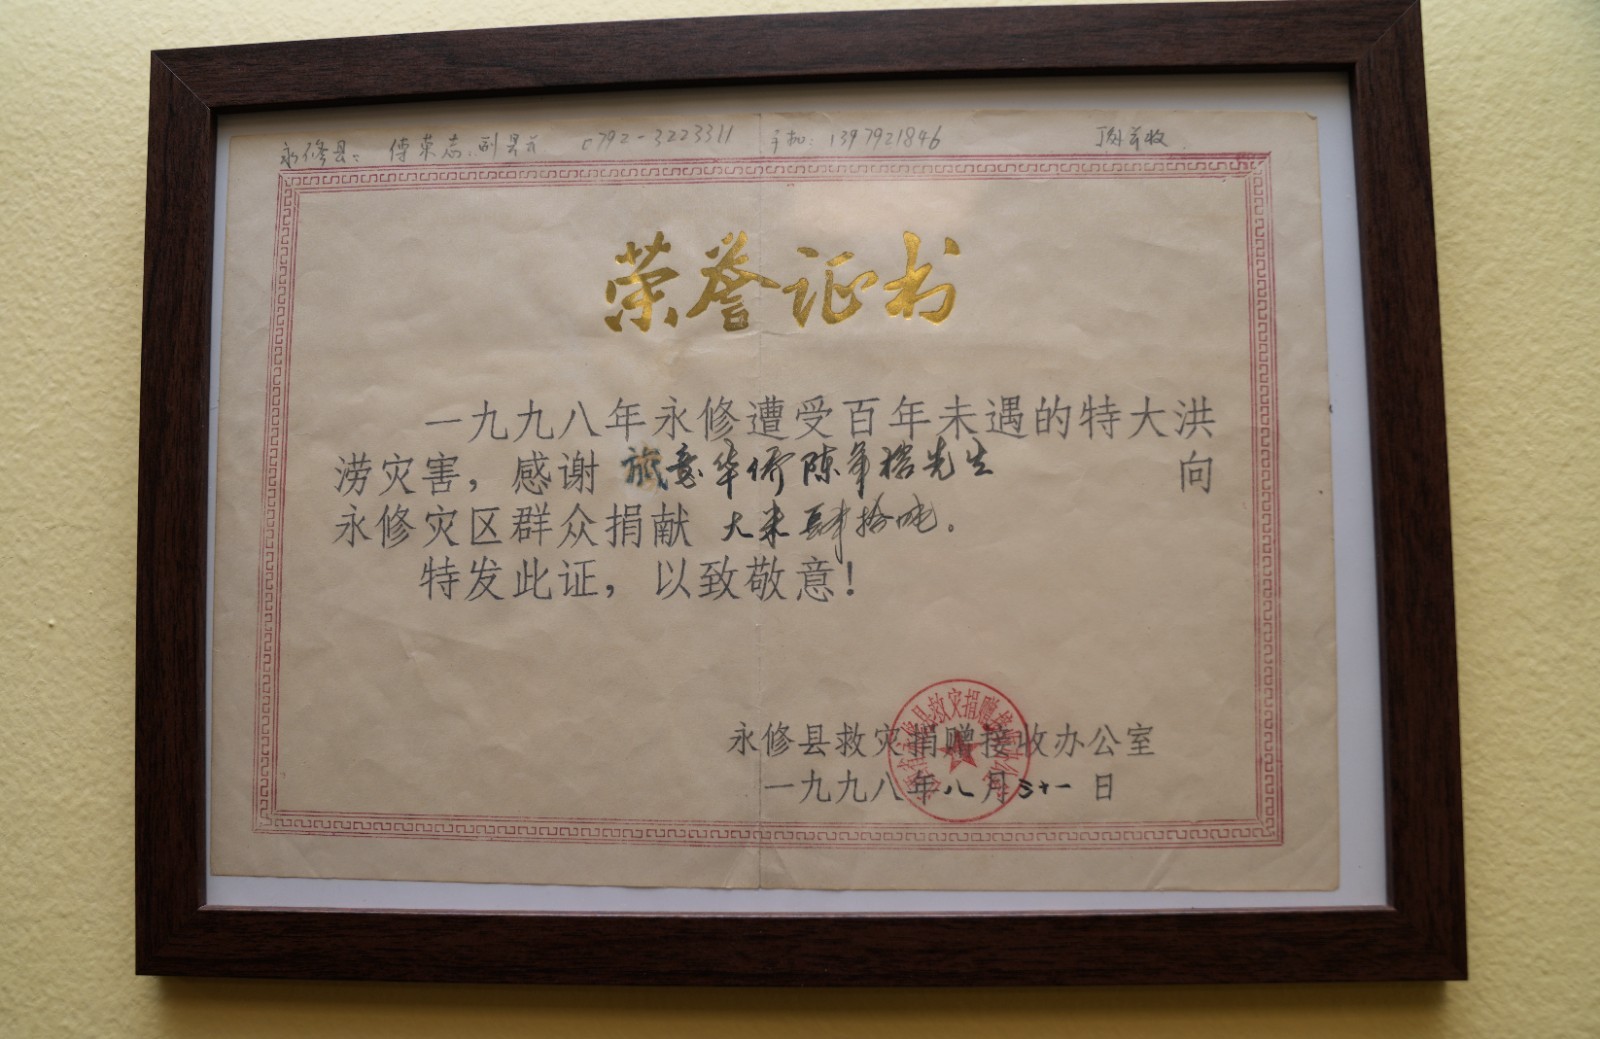 永修县：傅荣志 副县长 0792-3223311 手机：1397921846
荣誉证书
一九九八年永修遭受百年未遇的特大洪
涝灾害，感谢 旅意华侨陈 先生 向
永修灾区群众捐献 大米肆拾吨.
特发此证，以致敬意！
永修县救灾捐赠接收办公室
一九九八年八月三十一日